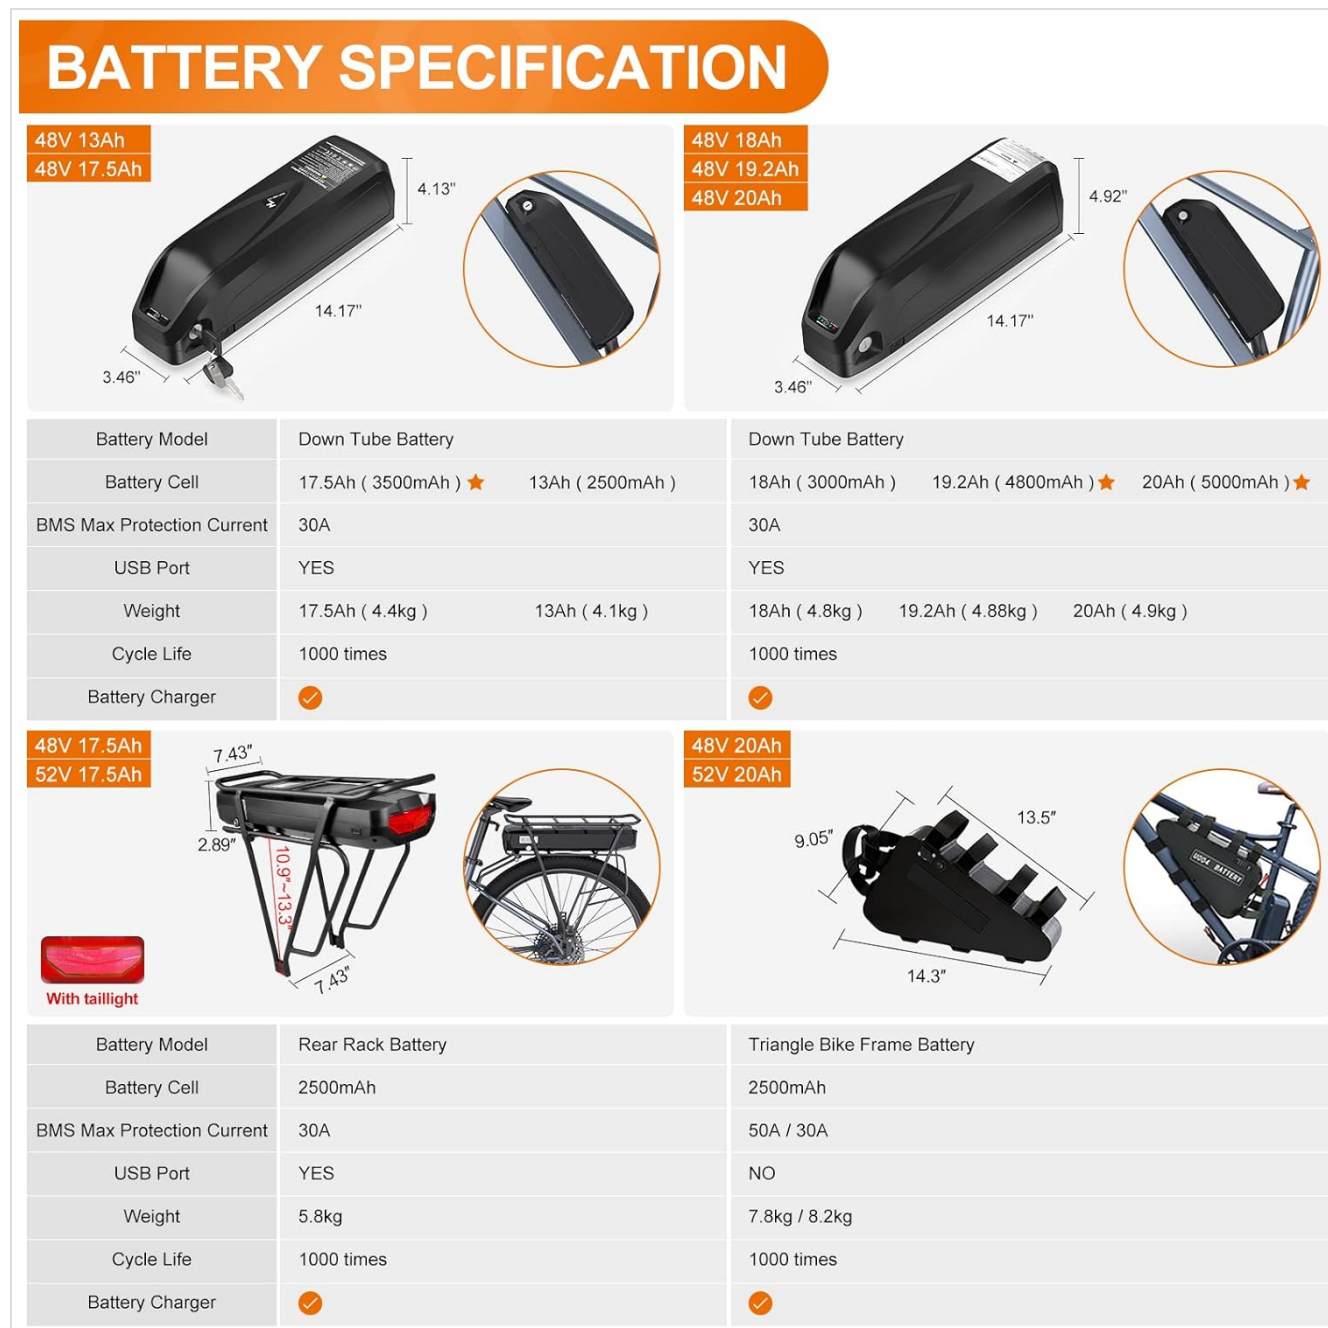 BATTERY SPECIFICATION
48V 13Ah
48V 17.5Ah
4.13"
14.17"
3.46"
48V 18Ah
48V 19.2Ah
48V 20Ah
4.92"
14.17"
3.46"
Battery Model Down Tube Battery Down Tube Battery
Battery Cell 17.5Ah ( 3500mAh ) 13Ah ( 2500mAh ) 18Ah ( 3000mAh ) 19.2Ah ( 4800mAh ) 20Ah ( 5000mAh )
BMS Max Protection Current 30A 30A
USB Port YES YES
Weight 17.5Ah ( 4.4kg ) 13Ah ( 4.1kg ) 18Ah ( 4.8kg ) 19.2Ah ( 4.88kg ) 20Ah ( 4.9kg )
Cycle Life 1000 times 1000 times
Battery Charger
48V 17.5Ah
52V 17.5Ah
7.43"
2.89"
10.9"~13.3"
7.43"
With taillight
48V 20Ah
52V 20Ah
9.05"
13.5"
14.3"
UOO4 BATTERY
Battery Model Rear Rack Battery Triangle Bike Frame Battery
Battery Cell 2500mAh 2500mAh
BMS Max Protection Current 30A 50A / 30A
USB Port YES NO
Weight 5.8kg 7.8kg / 8.2kg
Cycle Life 1000 times 1000 times
Battery Charger